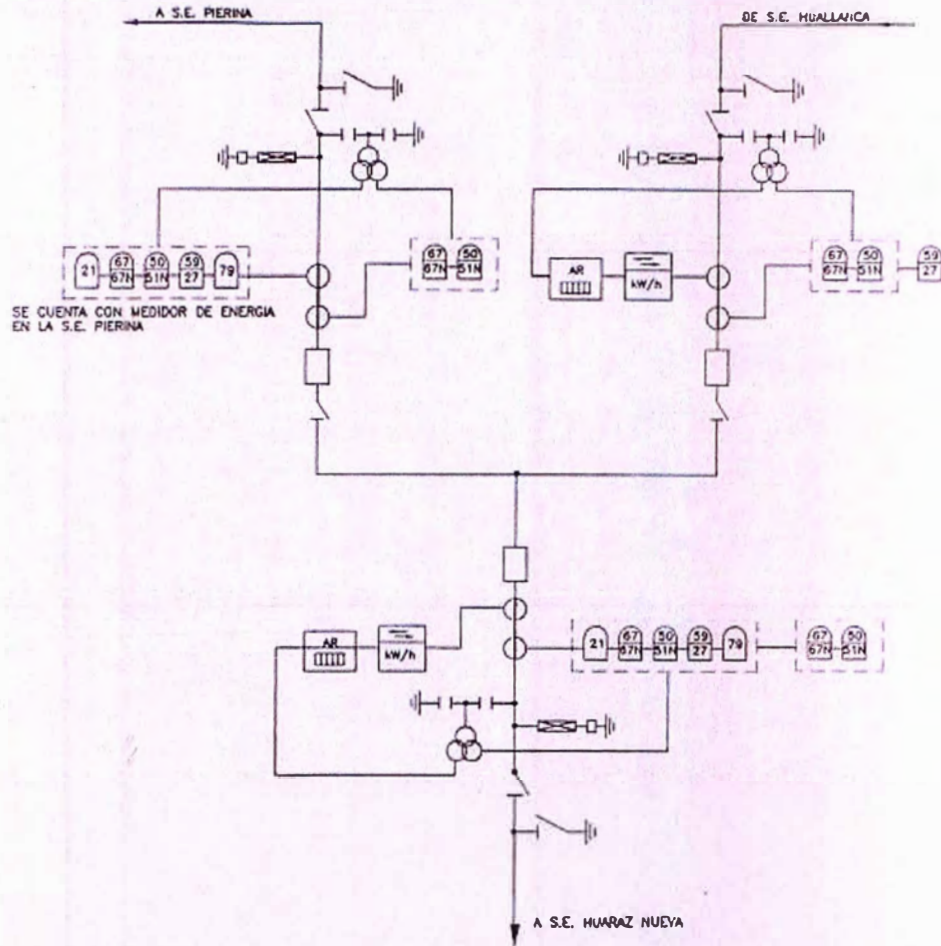 A S.E. PIERINA
DE S.E. HUALLANCA
21 67 67N 50 51N 59 27 79
67 67N 50 51N
AR
kW/h
67 67N 50 51N 59 27
SE CUENTA CON MEDIDOR DE ENERGIA
EN LA S.E. PIERINA
AR
kW/h
21 67 67N 50 51N 59 27 79
67 67N 50 51N
A S.E. HUARAZ NUEVA